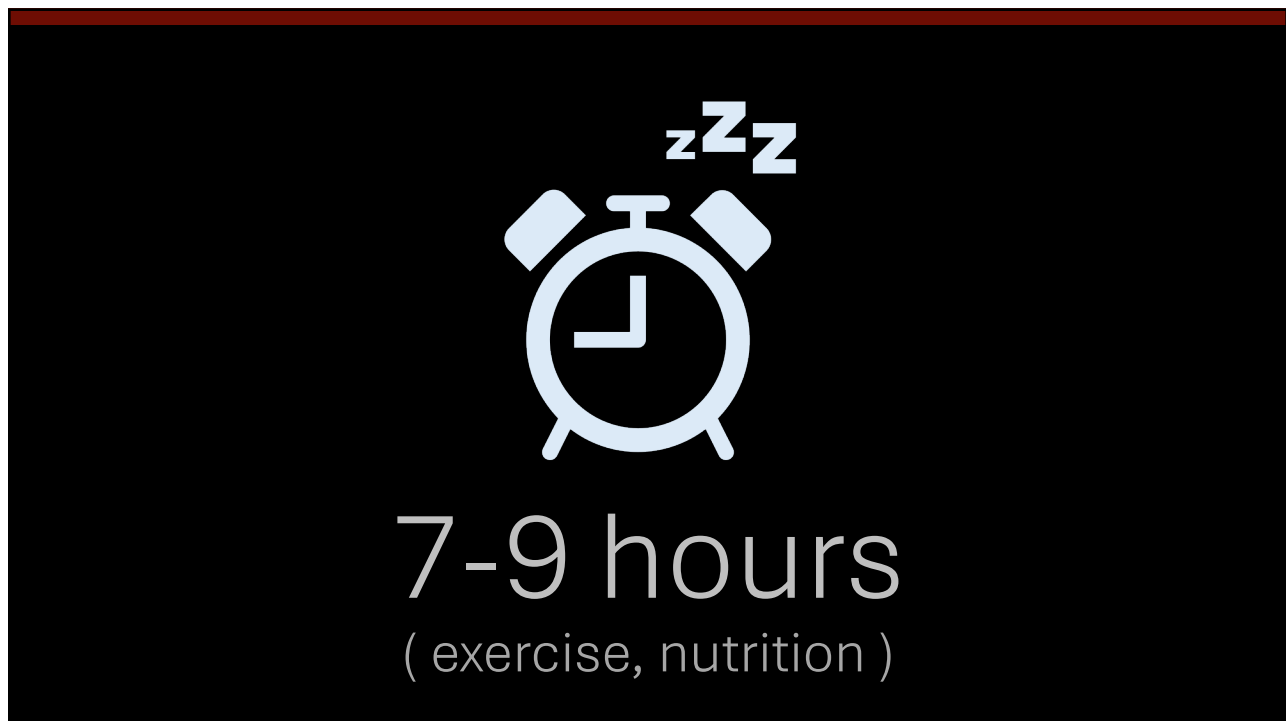 zzz
7-9 hours
( exercise, nutrition )